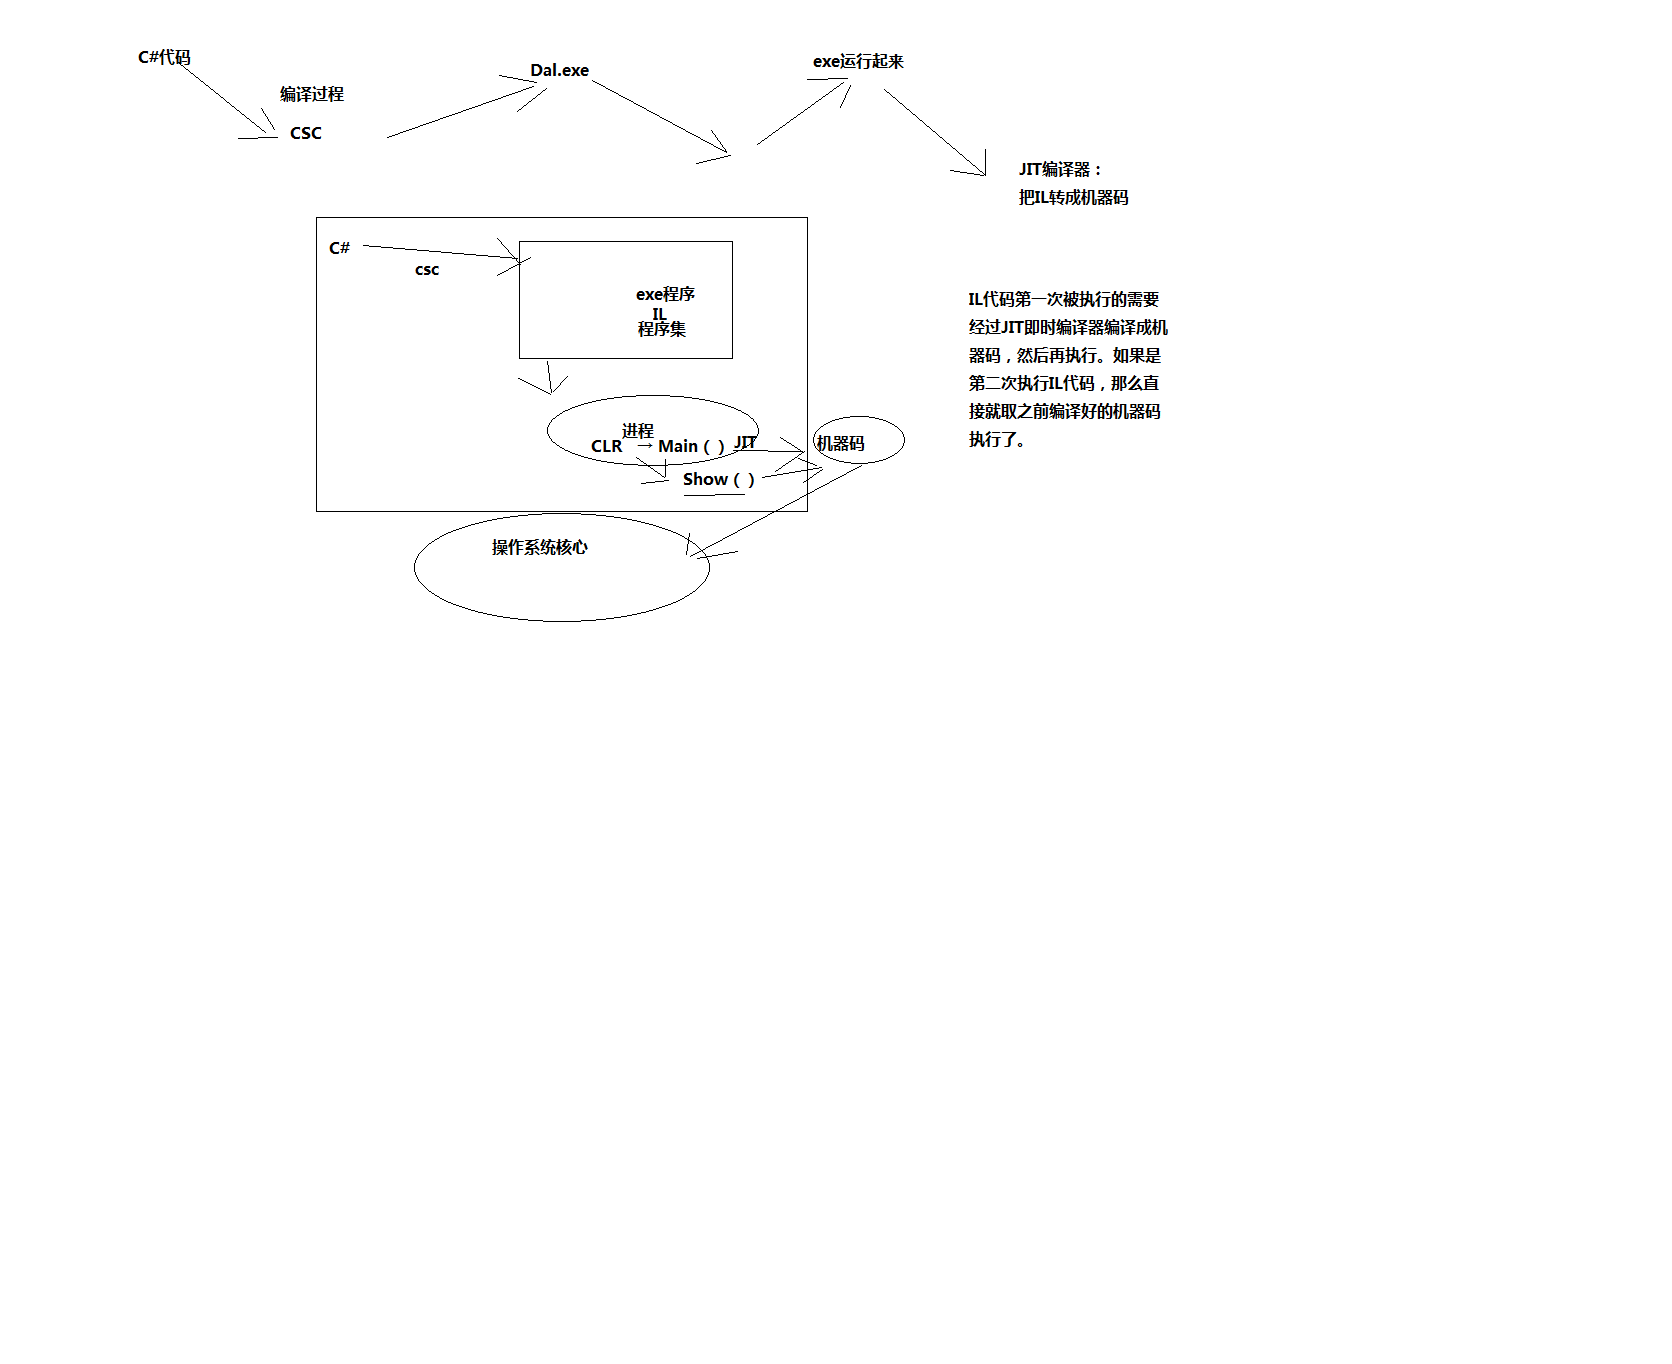 C#代码
编译过程
CSC
Dal.exe
exe运行起来
JIT编译器：
把IL转成机器码
C#
csc
exe程序
IL
程序集
进程
CLR → Main（ ） JIT
机器码
Show（ ）
操作系统核心
IL代码第一次被执行的需要
经过JIT即时编译器编译成机
器码，然后再执行。如果是
第二次执行IL代码，那么直
接就取之前编译好的机器码
执行了。